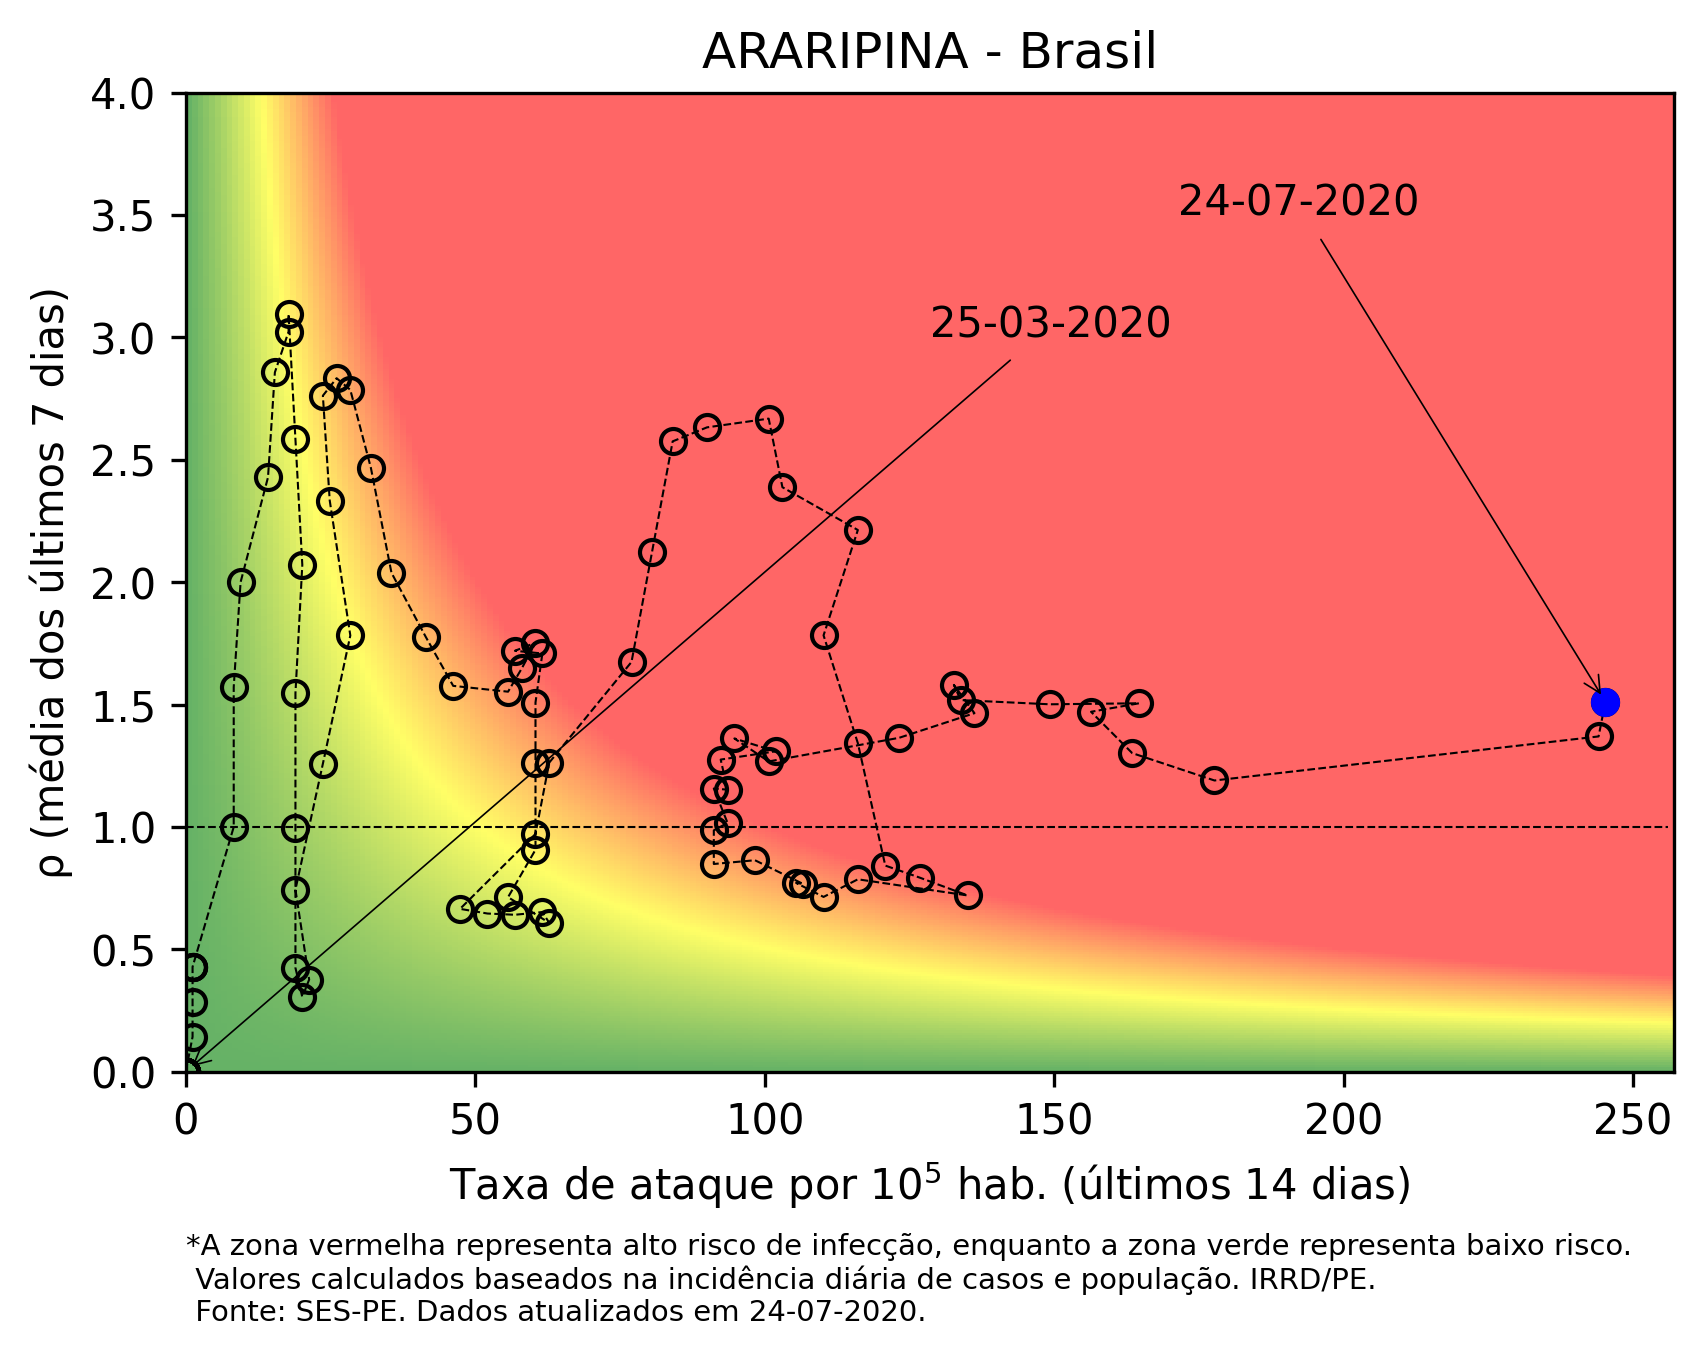 ARARIPINA - Brasil
4.0
3.5
3.0
2.5
2.0
1.5
1.0
0.5
0.0
ρ (média dos últimos 7 dias)
24-07-2020
25-03-2020
0 50 100 150 200 250
Taxa de ataque por 10⁵ hab. (últimos 14 dias)
*A zona vermelha representa alto risco de infecção, enquanto a zona verde representa baixo risco.
Valores calculados baseados na incidência diária de casos e população. IRRD/PE.
Fonte: SES-PE. Dados atualizados em 24-07-2020.